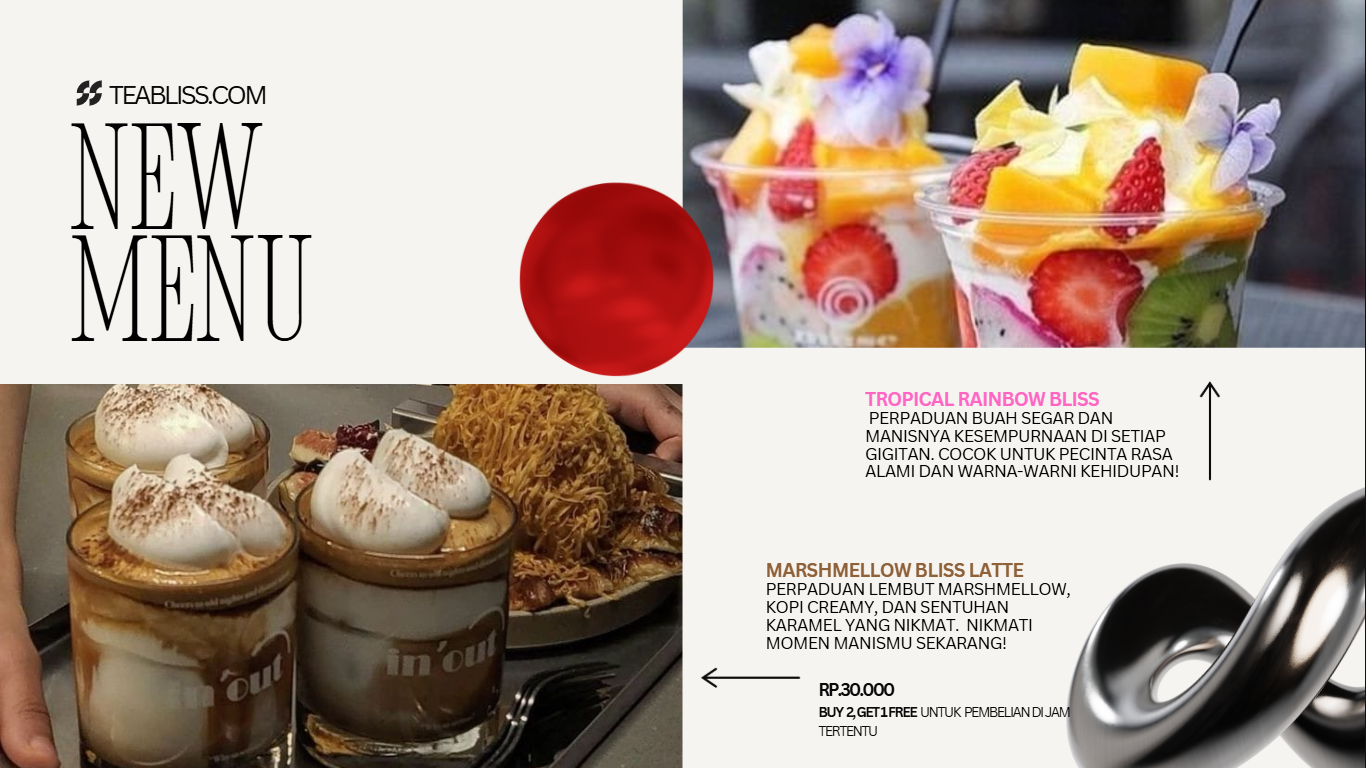 TEABLISS.COM
NEW
MENU
TROPICAL RAINBOW BLISS
PERPADUAN BUAH SEGAR DAN
MANISNYA KESEMPURNAAN DI SETIAP
GIGITAN. COCOK UNTUK PECINTA RASA
ALAMI DAN WARNA-WARNI KEHIDUPAN!
MARSHMELLOW BLISS LATTE
PERPADUAN LEMBUT MARSHMELLOW,
KOPI CREAMY, DAN SENTUHAN
KARAMEL YANG NIKMAT. NIKMATI
MOMEN MANISMU SEKARANG!
RP.30.000
BUY 2, GET 1 FREE UNTUK PEMBELIAN DI JAM
TERTENTU
in'out
in'out